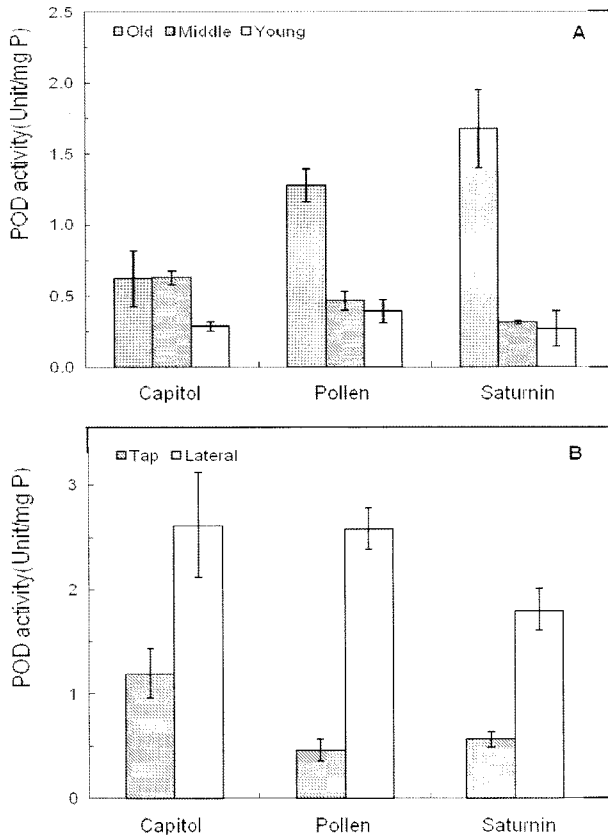 2.5
A
Old Middle Young
2.0
1.5
1.0
0.5
0.0
POD activity(Unit/mg P)
Capitol Pollen Saturnin
B
Tap Lateral
3
2
1
0
POD activity(Unit/mg P)
Capitol Pollen Saturnin